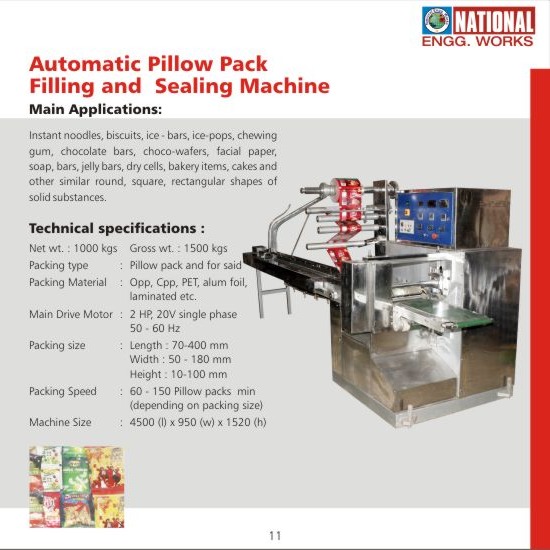 NATIONAL
ENGG. WORKS
Automatic Pillow Pack
Filling and Sealing Machine
Main Applications:
Instant noodles, biscuits, ice - bars, ice-pops, chewing
gum, chocolate bars, choco-wafers, facial paper,
soap, bars, jelly bars, dry cells, bakery items, cakes and
other similar round, square, rectangular shapes of
solid substances.
Technical specifications :
Net wt. : 1000 kgs Gross wt. : 1500 kgs
Packing type : Pillow pack and for said
Packing Material : Opp, Cpp, PET, alum foil,
laminated etc.
Main Drive Motor : 2 HP, 20V single phase
50 - 60 Hz
Packing size : Length : 70-400 mm
Width : 50 - 180 mm
Height : 10-100 mm
Packing Speed : 60 - 150 Pillow packs min
(depending on packing size)
Machine Size : 4500 (l) x 950 (w) x 1520 (h)
11